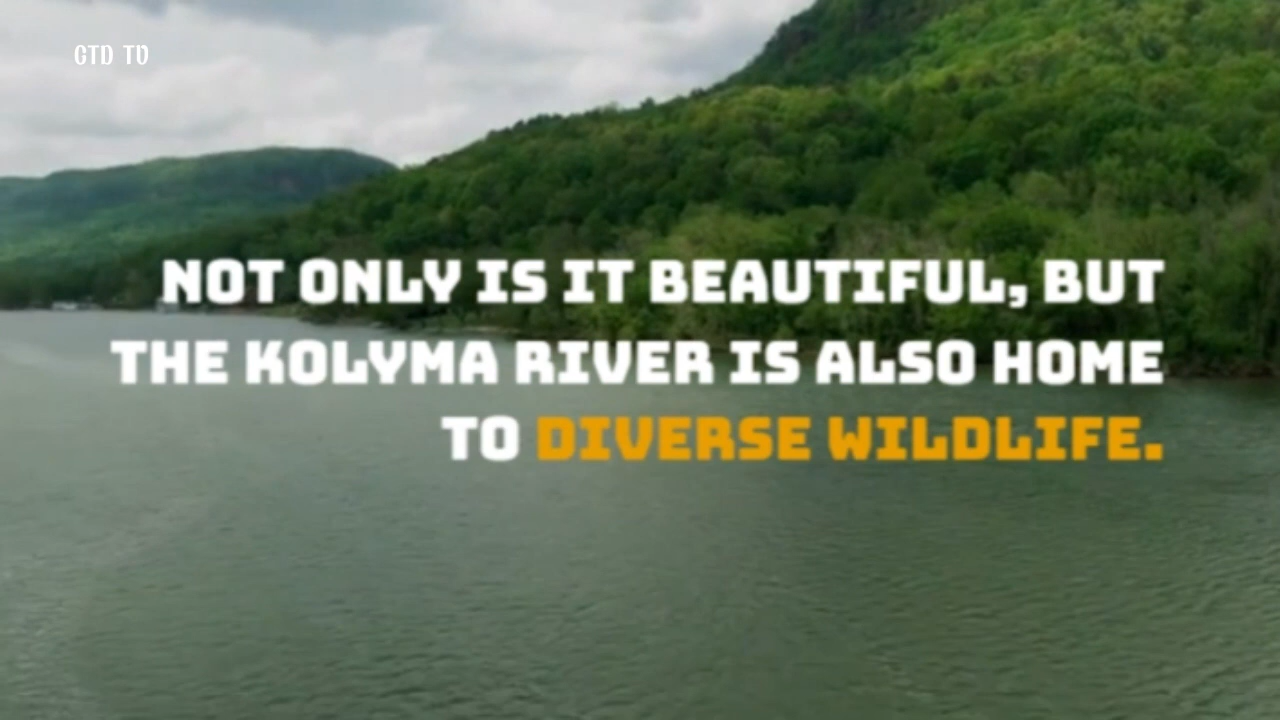 CTD TV
NOT ONLY IS IT BEAUTIFUL, BUT
THE KOLYMA RIVER IS ALSO HOME
TO DIVERSE WILDLIFE.